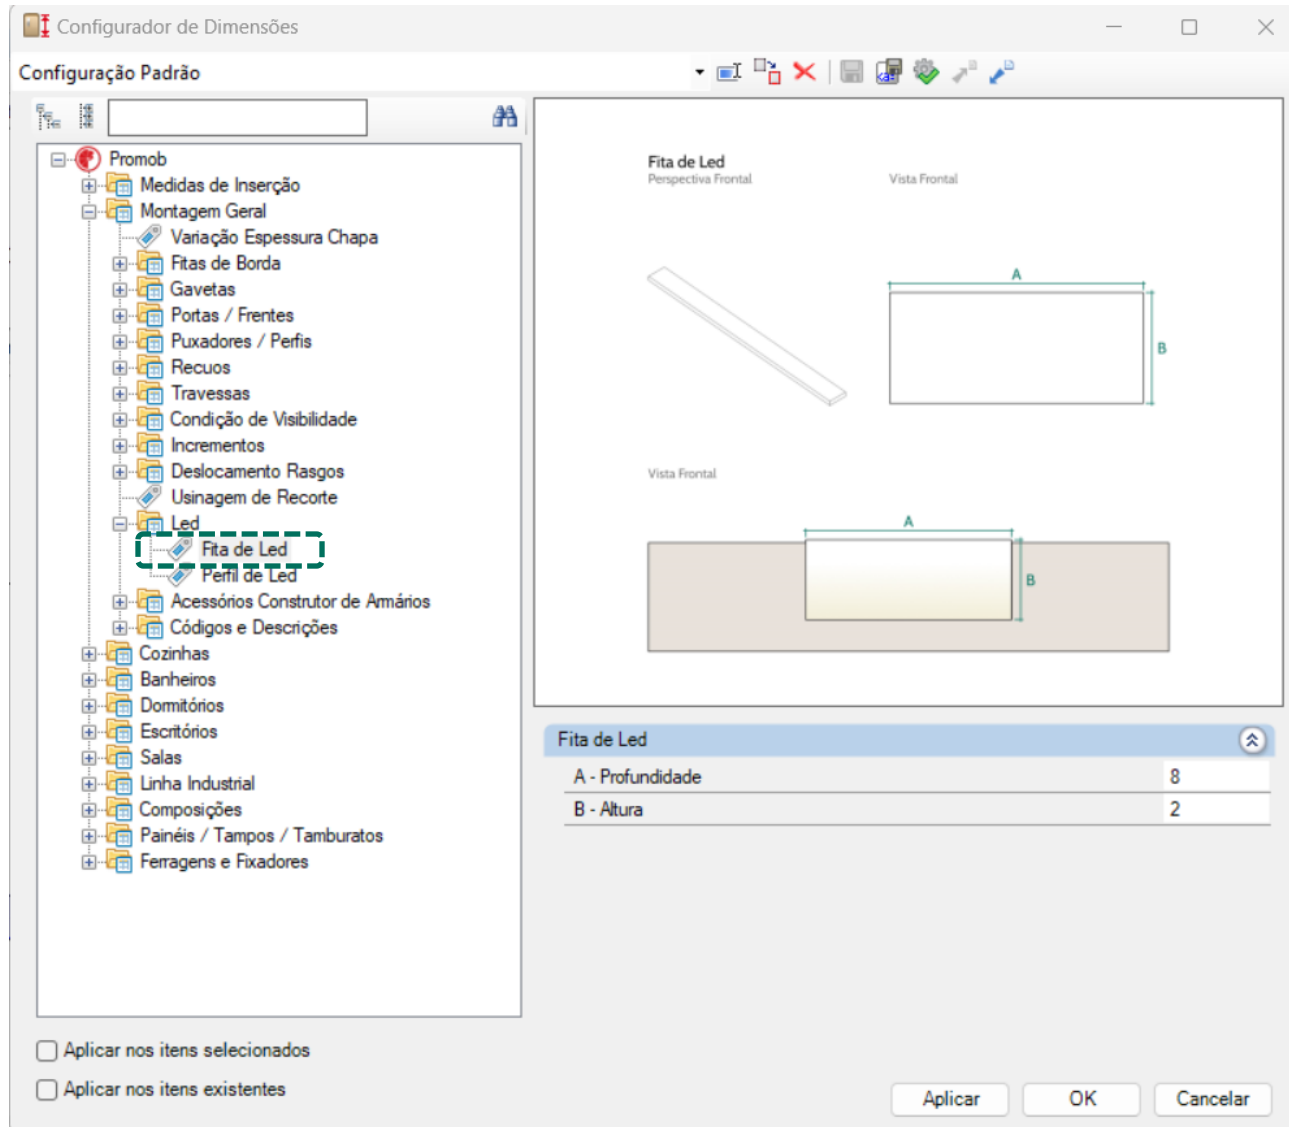 Configurador de Dimensões
Configuração Padrão
Promob
Medidas de Inserção
Montagem Geral
Variação Espessura Chapa
Fitas de Borda
Gavetas
Portas / Frentes
Puxadores / Perfis
Recuos
Travessas
Condição de Visibilidade
Incrementos
Deslocamento Rasgos
Usinagem de Recorte
Led
Fita de Led
Perfil de Led
Acessórios Construtor de Armários
Códigos e Descrições
Cozinhas
Banheiros
Dormitórios
Escritórios
Salas
Linha Industrial
Composições
Painéis / Tampos / Tamburatos
Ferragens e Fixadores
Aplicar nos itens selecionados
Aplicar nos itens existentes
Fita de Led
Perspectiva Frontal
Vista Frontal
A
B
Vista Frontal
A
B
Fita de Led
A - Profundidade 8
B - Altura 2
Aplicar OK Cancelar